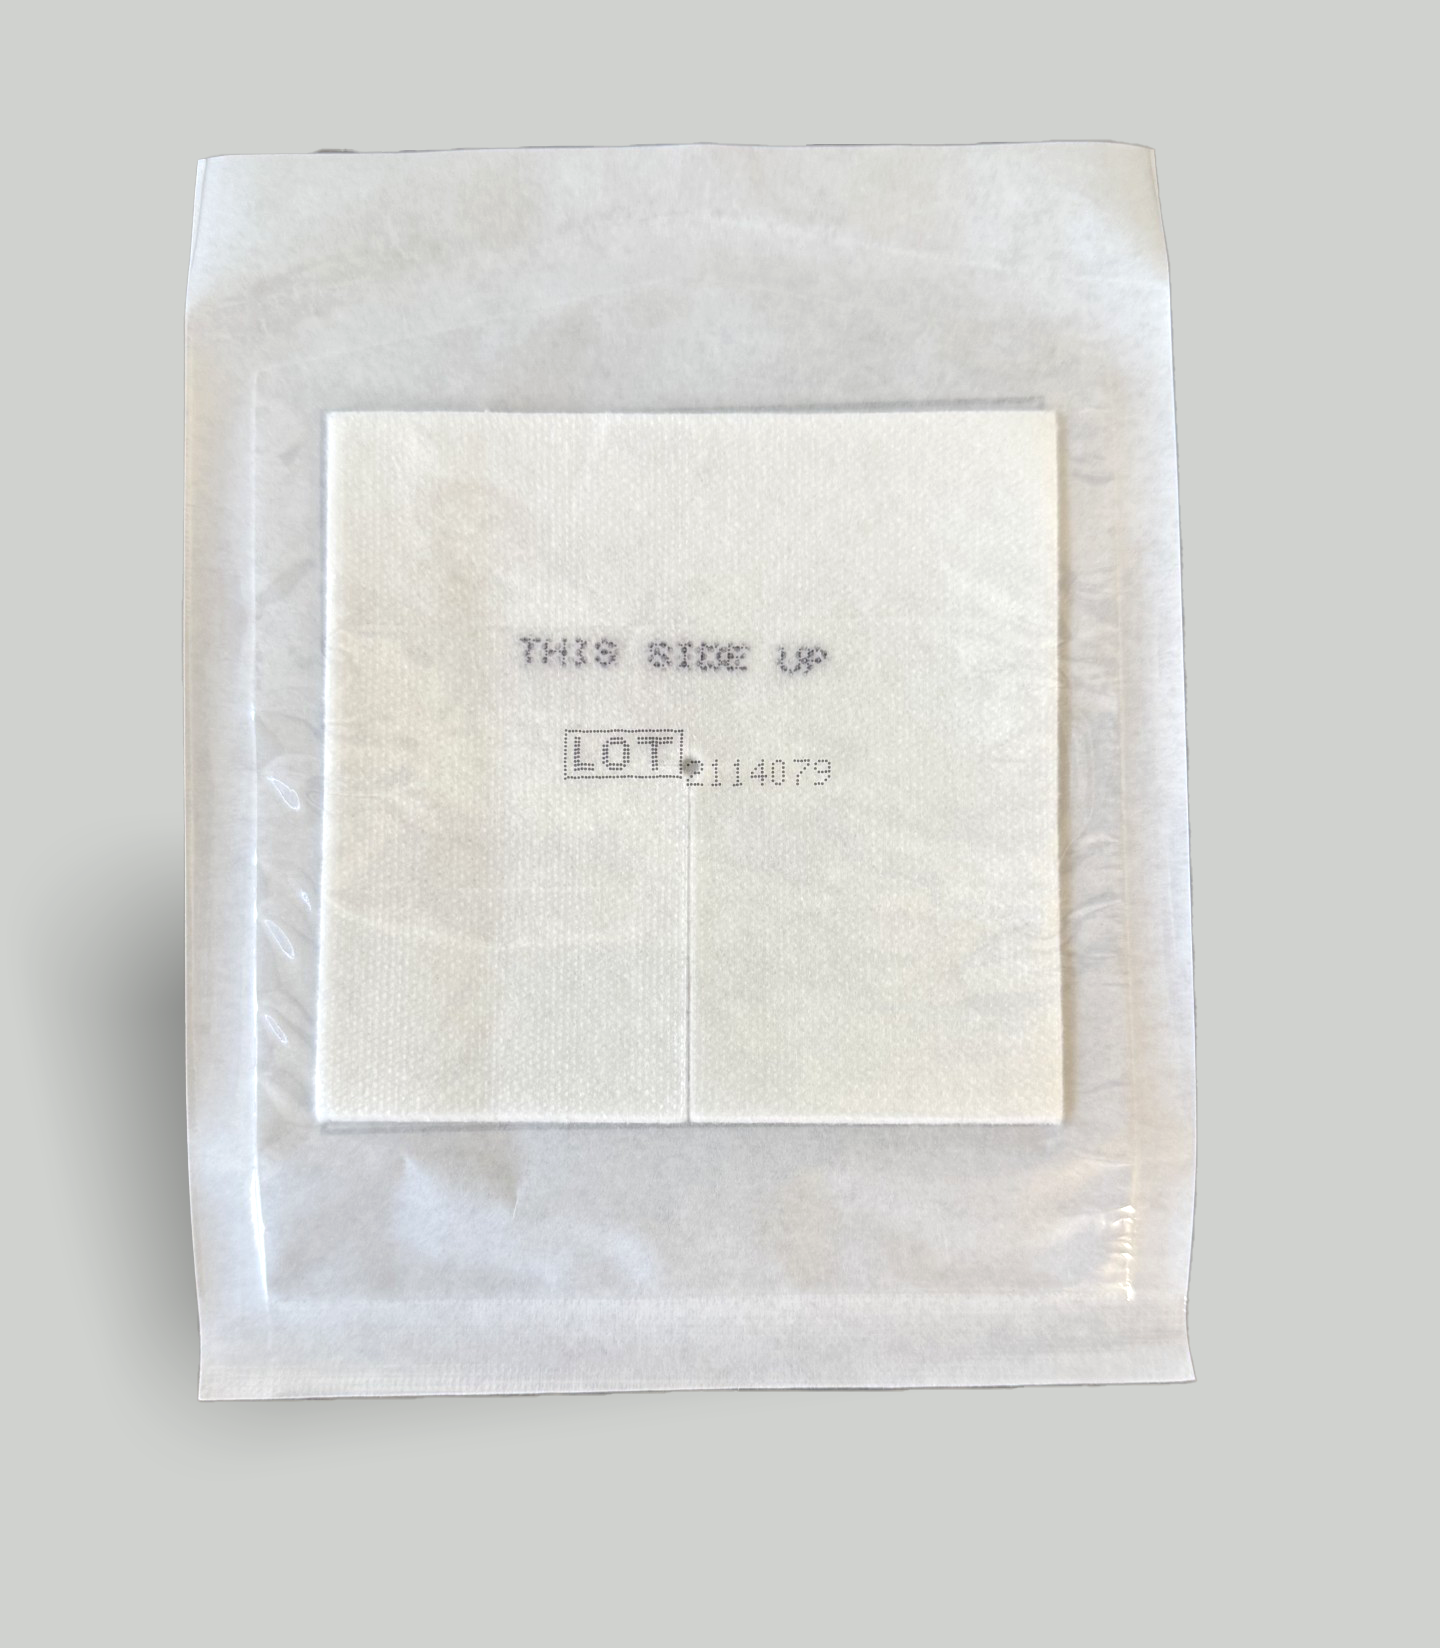 THIS SIDE UP
LOT 2114079